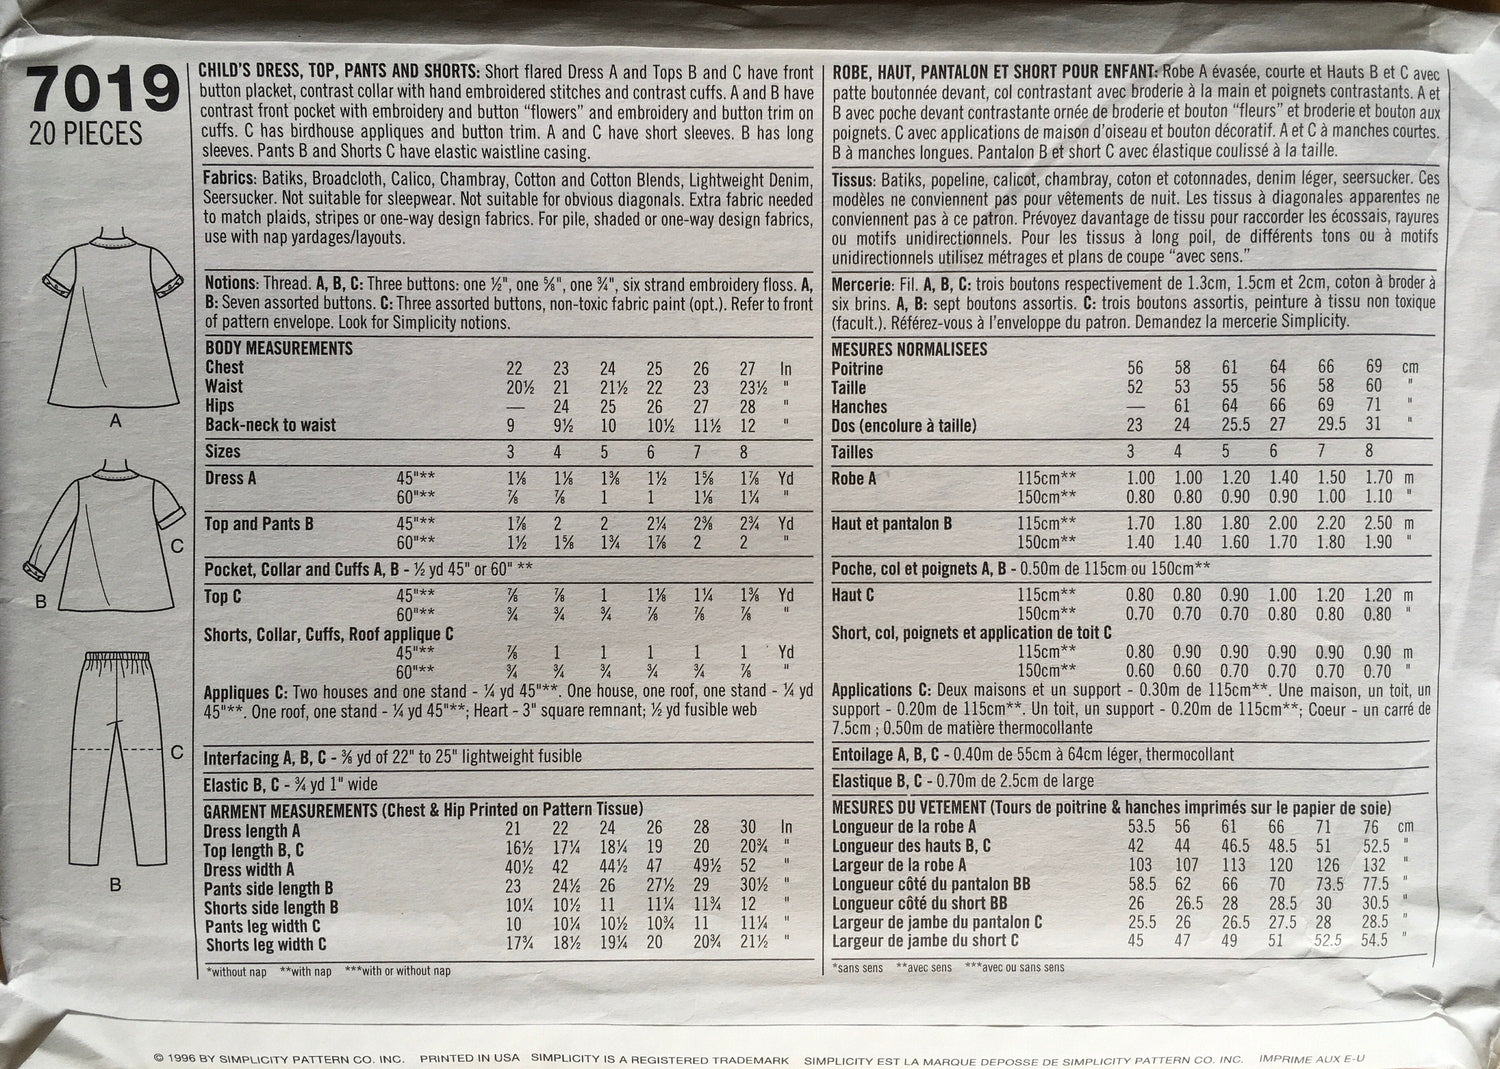 7019
20 PIECES
CHILD'S DRESS, TOP, PANTS AND SHORTS: Short flared Dress A and Tops B and C have front
button placket, contrast collar with hand embroidered stitches and contrast cuffs. A and B have
contrast front pocket with embroidery and button "flowers" and embroidery and button trim on
cuffs. C has birdhouse appliques and button trim. A and C have short sleeves. B has long
sleeves. Pants B and Shorts C have elastic waistline casing.
Fabrics: Batiks, Broadcloth, Calico, Chambray, Cotton and Cotton Blends, Lightweight Denim,
Seersucker. Not suitable for sleepwear. Not suitable for obvious diagonals. Extra fabric needed
to match plaids, stripes or one-way design fabrics. For pile, shaded or one-way design fabrics,
use with nap yardages/layouts.
Notions: Thread. A, B, C: Three buttons: one ½", one ⅝", one ¾", six strand embroidery floss. A,
B: Seven assorted buttons. C: Three assorted buttons, non-toxic fabric paint (opt.). Refer to front
of pattern envelope. Look for Simplicity notions.
BODY MEASUREMENTS
Chest 22 23 24 25 26 27 In
Waist 20½ 21 21½ 22 23 23½ "
Hips — 24 25 26 27 28 "
Back-neck to waist 9 9½ 10 10½ 11½ 12 "
Sizes 3 4 5 6 7 8
Dress A 45"** 1⅛ 1⅛ 1⅜ 1½ 1⅝ 1⅞ Yd
60"** ⅞ ⅞ 1 1 1⅛ 1¼ "
Top and Pants B 45"** 1⅞ 2 2 2¼ 2⅜ 2¾ Yd
60"** 1½ 1⅝ 1¾ 1⅞ 2 2 "
Pocket, Collar and Cuffs A, B - ½ yd 45" or 60" **
Top C 45"** ⅞ ⅞ 1 1⅛ 1¼ 1⅜ Yd
60"** ¾ ¾ ¾ ⅞ ⅞ ⅞ "
Shorts, Collar, Cuffs, Roof applique C
45"** ⅞ 1 1 1 1 1 Yd
60"** ¾ ¾ ¾ ¾ ¾ ⅞ "
Appliques C: Two houses and one stand - ¼ yd 45"**. One house, one roof, one stand - ¼ yd
45"**. One roof, one stand - ¼ yd 45"**; Heart - 3" square remnant; ½ yd fusible web
Interfacing A, B, C - ⅜ yd of 22" to 25" lightweight fusible
Elastic B, C - ¾ yd 1" wide
GARMENT MEASUREMENTS (Chest & Hip Printed on Pattern Tissue)
Dress length A 21 22 24 26 28 30 In
Top length B, C 16½ 17¼ 18¼ 19 20 20¾ "
Dress width A 40½ 42 44½ 47 49½ 52 "
Pants side length B 23 24½ 26 27½ 29 30½ "
Shorts side length B 10¼ 10½ 11 11¼ 11¾ 12 "
Pants leg width C 10 10¼ 10½ 10¾ 11 11¼ "
Shorts leg width C 17¾ 18½ 19¼ 20 20¾ 21½ "
*without nap **with nap ***with or without nap
ROBE, HAUT, PANTALON ET SHORT POUR ENFANT: Robe A évasée, courte et Hauts B et C avec
patte boutonnée devant, col contrastant avec broderie à la main et poignets contrastants. A et
B avec poche devant contrastante ornée de broderie et bouton "fleurs" et broderie et bouton aux
poignets. C avec applications de maison d'oiseau et bouton décoratif. A et C à manches courtes.
B à manches longues. Pantalon B et short C avec élastique coulissé à la taille.
Tissus: Batiks, popeline, calicot, chambray, coton et cotonnades, denim léger, seersucker. Ces
modèles ne conviennent pas pour vêtements de nuit. Les tissus à diagonales apparentes ne
conviennent pas à ce patron. Prévoyez davantage de tissu pour raccorder les écossais, rayures
ou motifs unidirectionnels. Pour les tissus à long poil, de différents tons ou à motifs
unidirectionnels utilisez métrages et plans de coupe "avec sens."
Mercerie: Fil. A, B, C: trois boutons respectivement de 1.3cm, 1.5cm et 2cm, coton à broder à
six brins. A, B: sept boutons assortis. C: trois boutons assortis, peinture à tissu non toxique
(facult.). Référez-vous à l'enveloppe du patron. Demandez la mercerie Simplicity.
MESURES NORMALISEES
Poitrine 56 58 61 64 66 69 cm
Taille 52 53 55 56 58 60 "
Hanches — 61 64 66 69 71 "
Dos (encolure à taille) 23 24 25.5 27 29.5 31 "
Tailles 3 4 5 6 7 8
Robe A 115cm** 1.00 1.00 1.20 1.40 1.50 1.70 m
150cm** 0.80 0.80 0.90 0.90 1.00 1.10 "
Haut et pantalon B 115cm** 1.70 1.80 1.80 2.00 2.20 2.50 m
150cm** 1.40 1.40 1.60 1.70 1.80 1.90 "
Poche, col et poignets A, B - 0.50m de 115cm ou 150cm**
Haut C 115cm** 0.80 0.80 0.90 1.00 1.20 1.20 m
150cm** 0.70 0.70 0.70 0.80 0.80 0.80 "
Short, col, poignets et application de toit C
115cm** 0.80 0.90 0.90 0.90 0.90 0.90 m
150cm** 0.60 0.60 0.70 0.70 0.70 0.70 "
Applications C: Deux maisons et un support - 0.30m de 115cm**. Une maison, un toit, un
support - 0.20m de 115cm**. Un toit, un support - 0.20m de 115cm**; Coeur - un carré de
7.5cm ; 0.50m de matière thermocollante
Entoilage A, B, C - 0.40m de 55cm à 64cm léger, thermocollant
Elastique B, C - 0.70m de 2.5cm de large
MESURES DU VETEMENT (Tours de poitrine & hanches imprimés sur le papier de soie)
Longueur de la robe A 53.5 56 61 66 71 76 cm
Longueur des hauts B, C 42 44 46.5 48.5 51 52.5 "
Largeur de la robe A 103 107 113 120 126 132 "
Longueur côté du pantalon BB 58.5 62 66 70 73.5 77.5 "
Longueur côté du short BB 26 26.5 28 28.5 30 30.5 "
Largeur de jambe du pantalon C 25.5 26 26.5 27.5 28 28.5 "
Largeur de jambe du short C 45 47 49 51 52.5 54.5 "
*sans sens **avec sens ***avec ou sans sens
A
C
B
C
B
© 1996 BY SIMPLICITY PATTERN CO. INC. PRINTED IN USA SIMPLICITY IS A REGISTERED TRADEMARK SIMPLICITY EST LA MARQUE DEPOSSE DE SIMPLICITY PATTERN CO. INC. IMPRIME AUX E-U